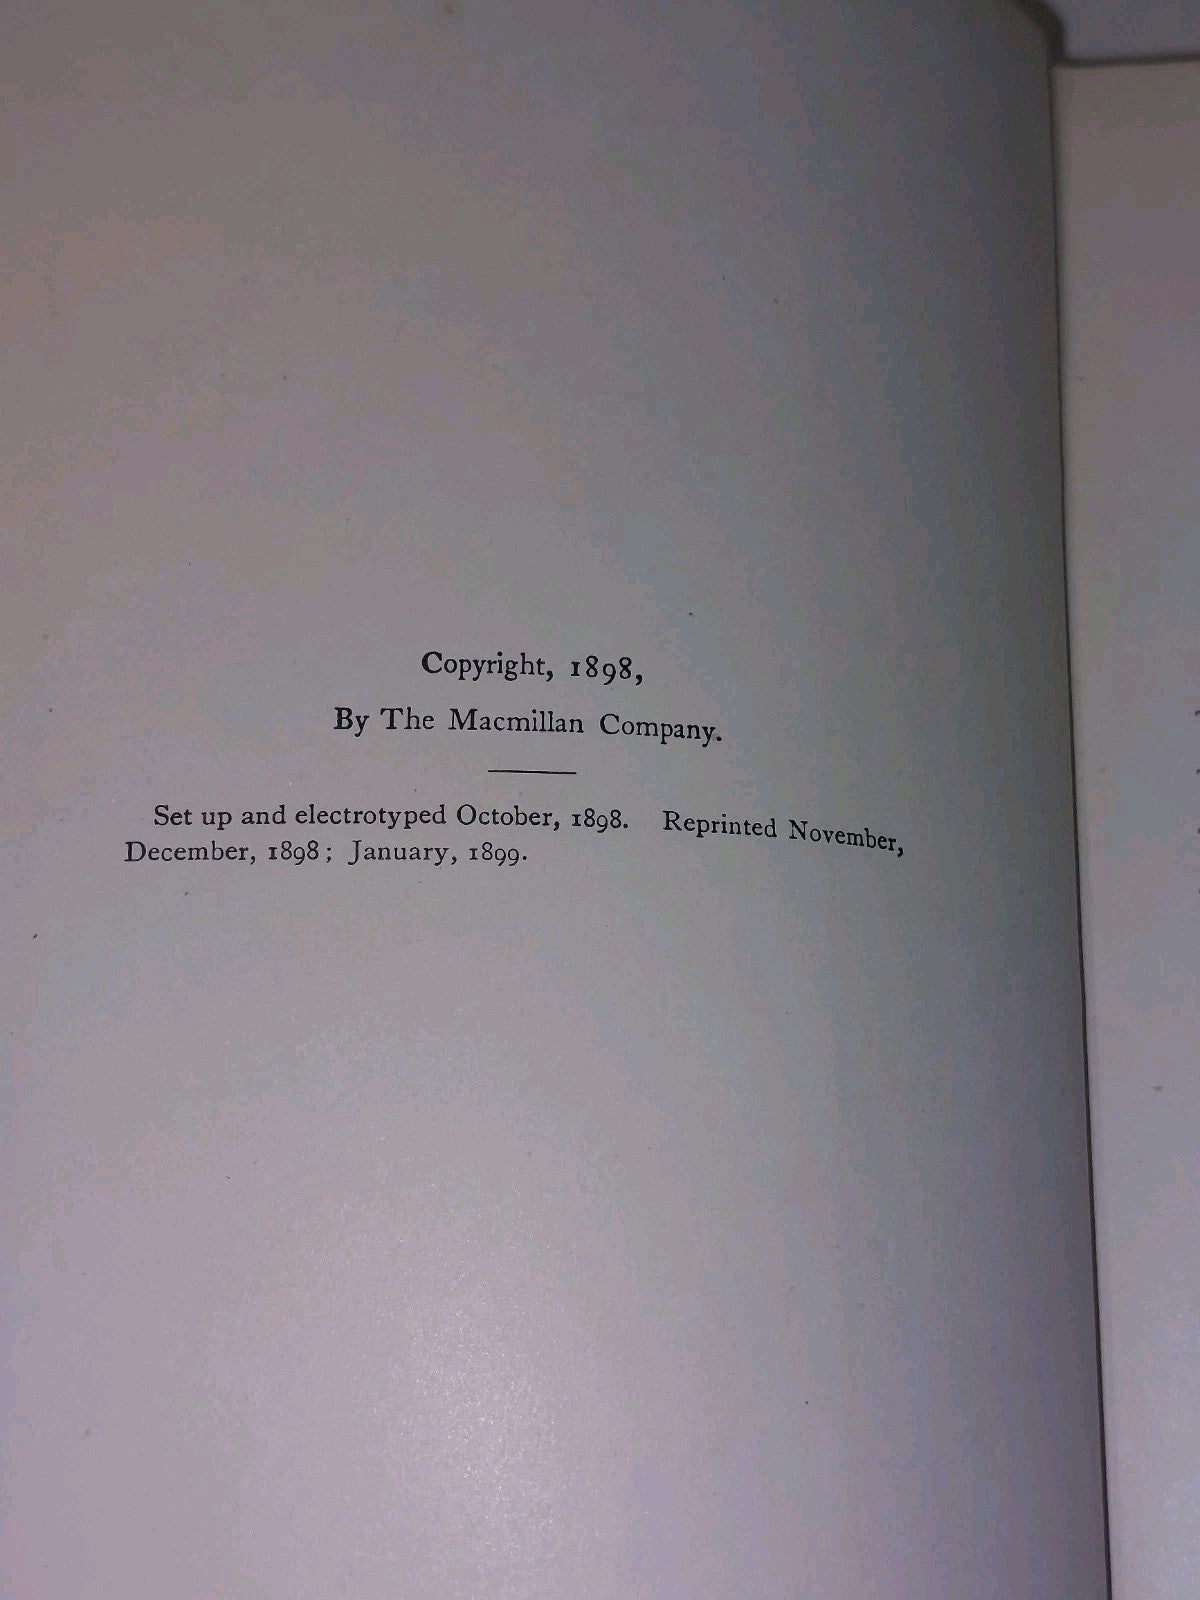 Copyright, 1898,
By The Macmillan Company.
Set up and electrotyped October, 1898. Reprinted November,
December, 1898; January, 1899.